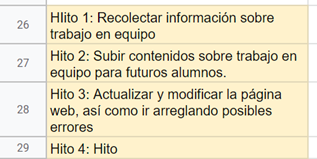 26
HIito 1: Recolectar información sobre
trabajo en equipo
27
Hito 2: Subir contenidos sobre trabajo en
equipo para futuros alumnos.
28
Hito 3: Actualizar y modificar la página
web, así como ir arreglando posibles
errores
29
Hito 4: Hito